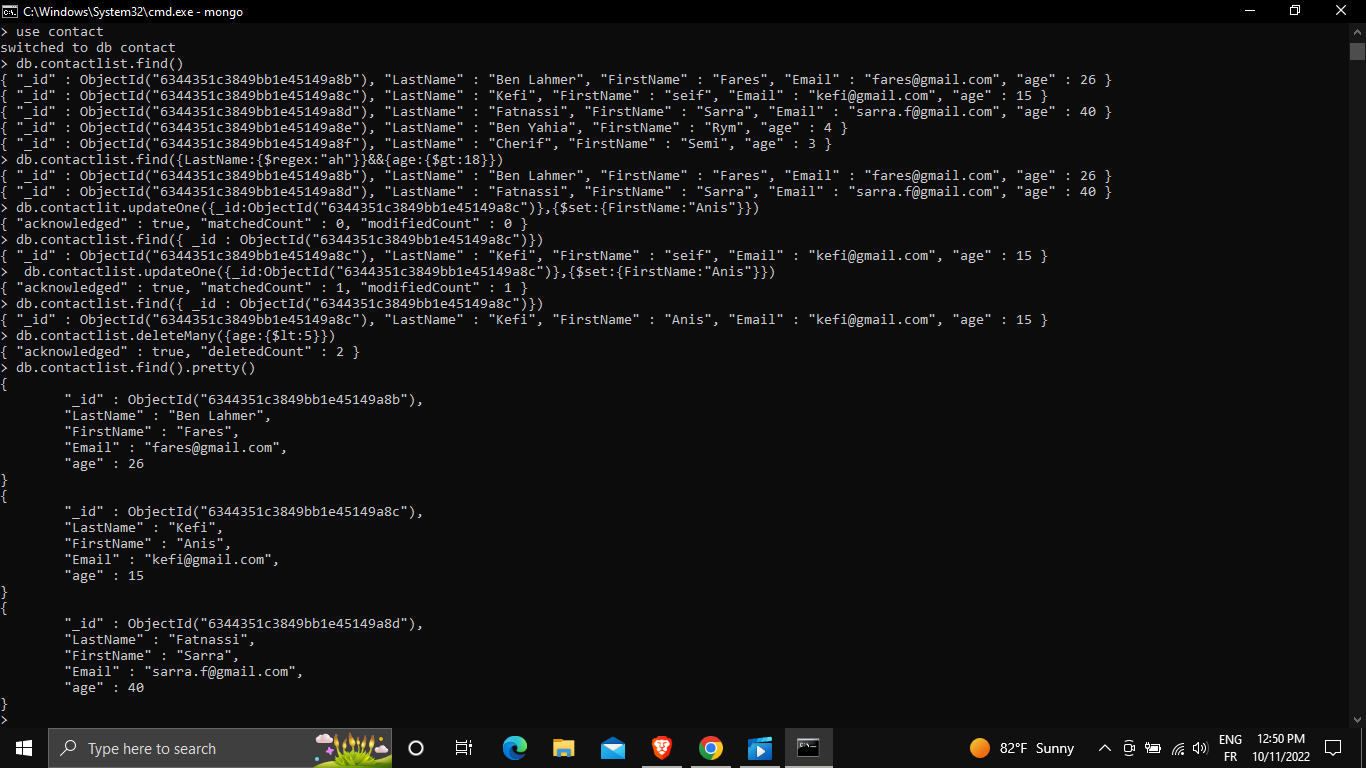 C:\Windows\System32\cmd.exe - mongo
> use contact
switched to db contact
> db.contactlist.find()
{ "_id" : ObjectId("6344351c3849bb1e45149a8b"), "LastName" : "Ben Lahmer", "FirstName" : "Fares", "Email" : "fares@gmail.com", "age" : 26 }
{ "_id" : ObjectId("6344351c3849bb1e45149a8c"), "LastName" : "Kefi", "FirstName" : "seif", "Email" : "kefi@gmail.com", "age" : 15 }
{ "_id" : ObjectId("6344351c3849bb1e45149a8d"), "LastName" : "Fatnassi", "FirstName" : "Sarra", "Email" : "sarra.f@gmail.com", "age" : 40 }
{ "_id" : ObjectId("6344351c3849bb1e45149a8e"), "LastName" : "Ben Yahia", "FirstName" : "Rym", "age" : 4 }
{ "_id" : ObjectId("6344351c3849bb1e45149a8f"), "LastName" : "Cherif", "FirstName" : "Semi", "age" : 3 }
> db.contactlist.find({LastName:{$regex:"ah"}}&&{age:{$gt:18}})
{ "_id" : ObjectId("6344351c3849bb1e45149a8b"), "LastName" : "Ben Lahmer", "FirstName" : "Fares", "Email" : "fares@gmail.com", "age" : 26 }
{ "_id" : ObjectId("6344351c3849bb1e45149a8d"), "LastName" : "Fatnassi", "FirstName" : "Sarra", "Email" : "sarra.f@gmail.com", "age" : 40 }
> db.contactlit.updateOne({_id:ObjectId("6344351c3849bb1e45149a8c")},{$set:{FirstName:"Anis"}})
{ "acknowledged" : true, "matchedCount" : 0, "modifiedCount" : 0 }
> db.contactlist.find({ _id : ObjectId("6344351c3849bb1e45149a8c")})
{ "_id" : ObjectId("6344351c3849bb1e45149a8c"), "LastName" : "Kefi", "FirstName" : "seif", "Email" : "kefi@gmail.com", "age" : 15 }
>  db.contactlist.updateOne({_id:ObjectId("6344351c3849bb1e45149a8c")},{$set:{FirstName:"Anis"}})
{ "acknowledged" : true, "matchedCount" : 1, "modifiedCount" : 1 }
> db.contactlist.find({ _id : ObjectId("6344351c3849bb1e45149a8c")})
{ "_id" : ObjectId("6344351c3849bb1e45149a8c"), "LastName" : "Kefi", "FirstName" : "Anis", "Email" : "kefi@gmail.com", "age" : 15 }
> db.contactlist.deleteMany({age:{$lt:5}})
{ "acknowledged" : true, "deletedCount" : 2 }
> db.contactlist.find().pretty()
{
"_id" : ObjectId("6344351c3849bb1e45149a8b"),
"LastName" : "Ben Lahmer",
"FirstName" : "Fares",
"Email" : "fares@gmail.com",
"age" : 26
}
{
"_id" : ObjectId("6344351c3849bb1e45149a8c"),
"LastName" : "Kefi",
"FirstName" : "Anis",
"Email" : "kefi@gmail.com",
"age" : 15
}
{
"_id" : ObjectId("6344351c3849bb1e45149a8d"),
"LastName" : "Fatnassi",
"FirstName" : "Sarra",
"Email" : "sarra.f@gmail.com",
"age" : 40
}
>
Type here to search
82°F Sunny
ENG
FR
12:50 PM
10/11/2022